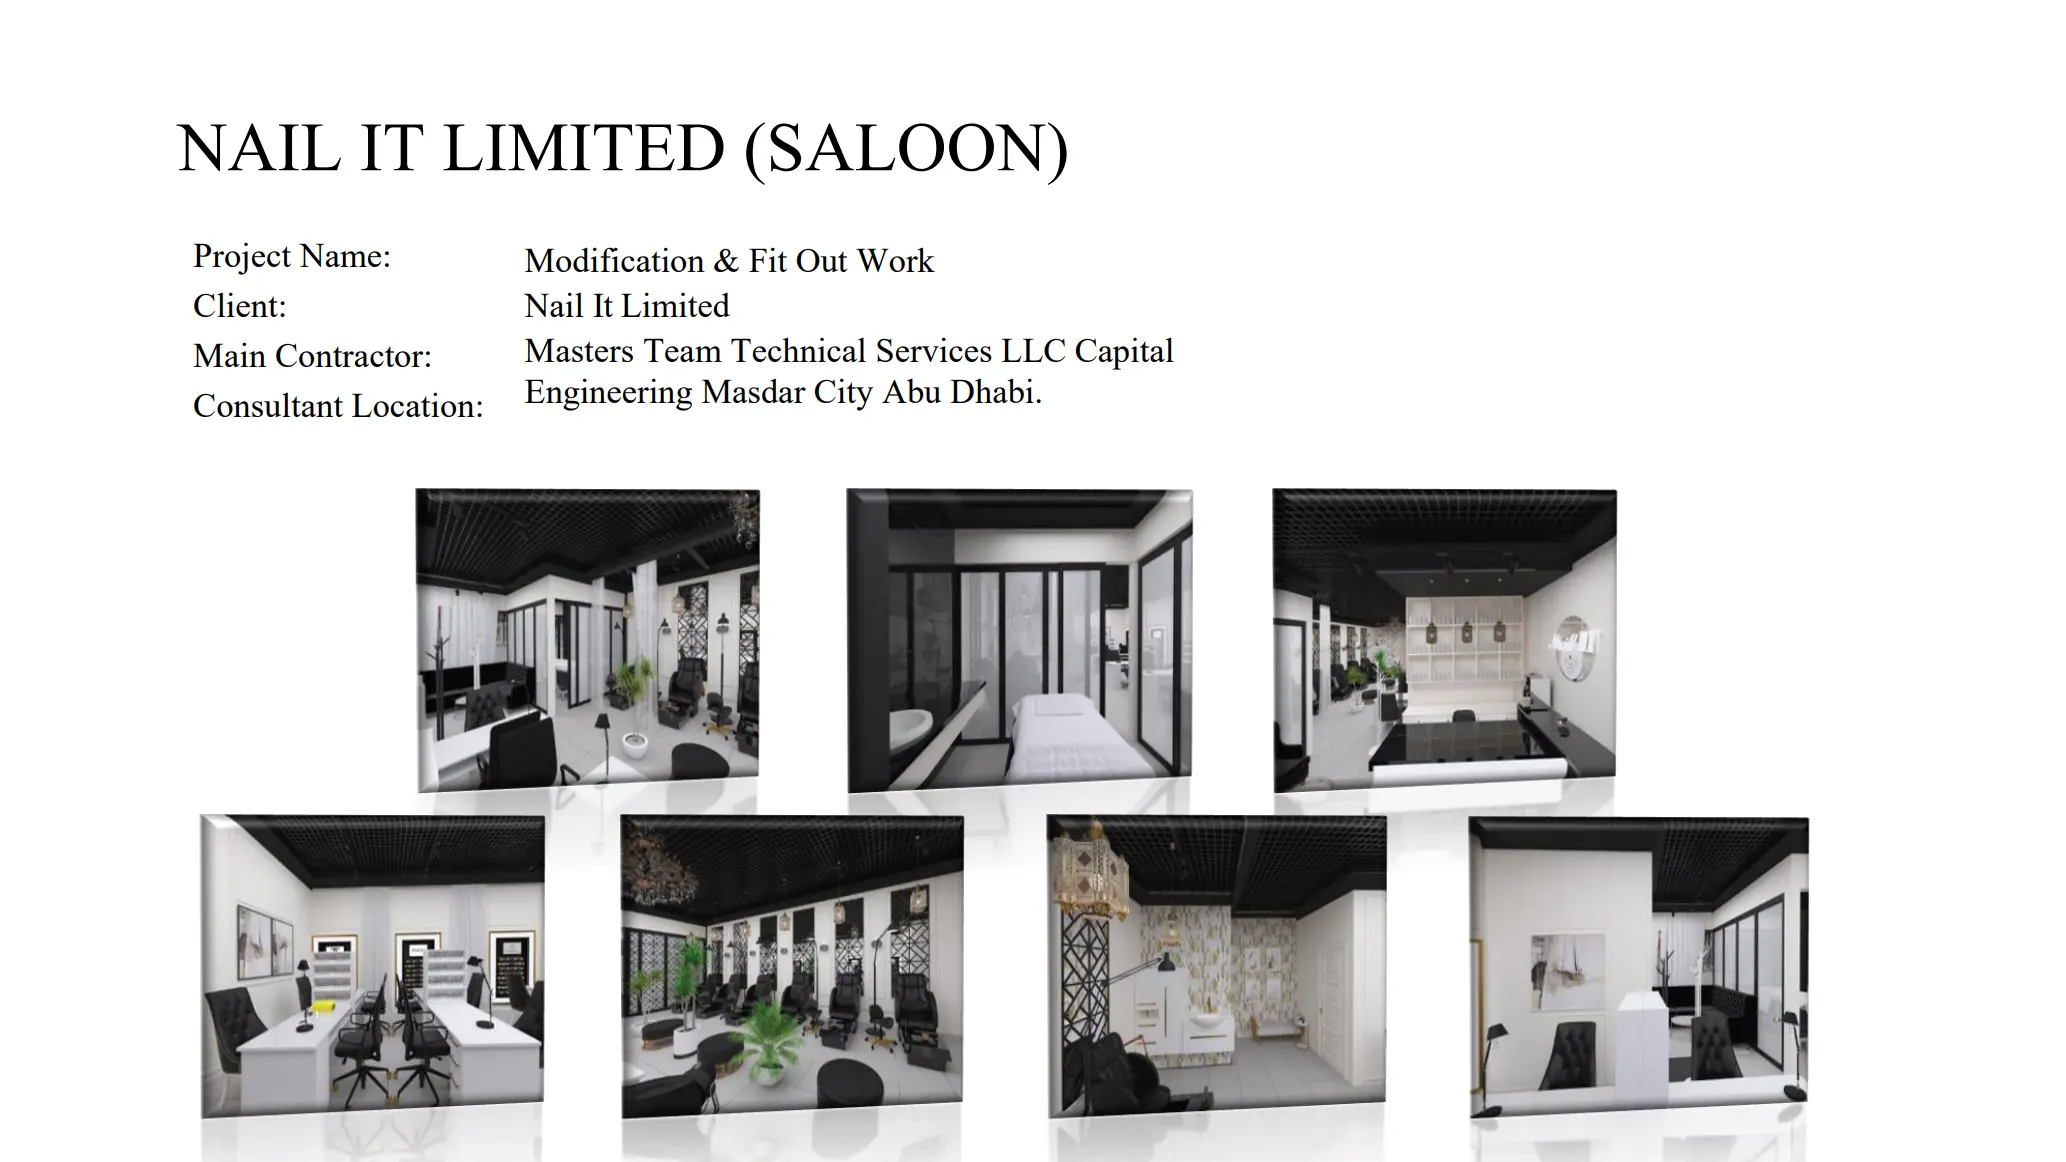 NAIL IT LIMITED (SALOON)
Project Name:
Modification & Fit Out Work
Client:
Nail It Limited
Main Contractor:
Masters Team Technical Services LLC Capital
Engineering Masdar City Abu Dhabi.
Consultant Location: